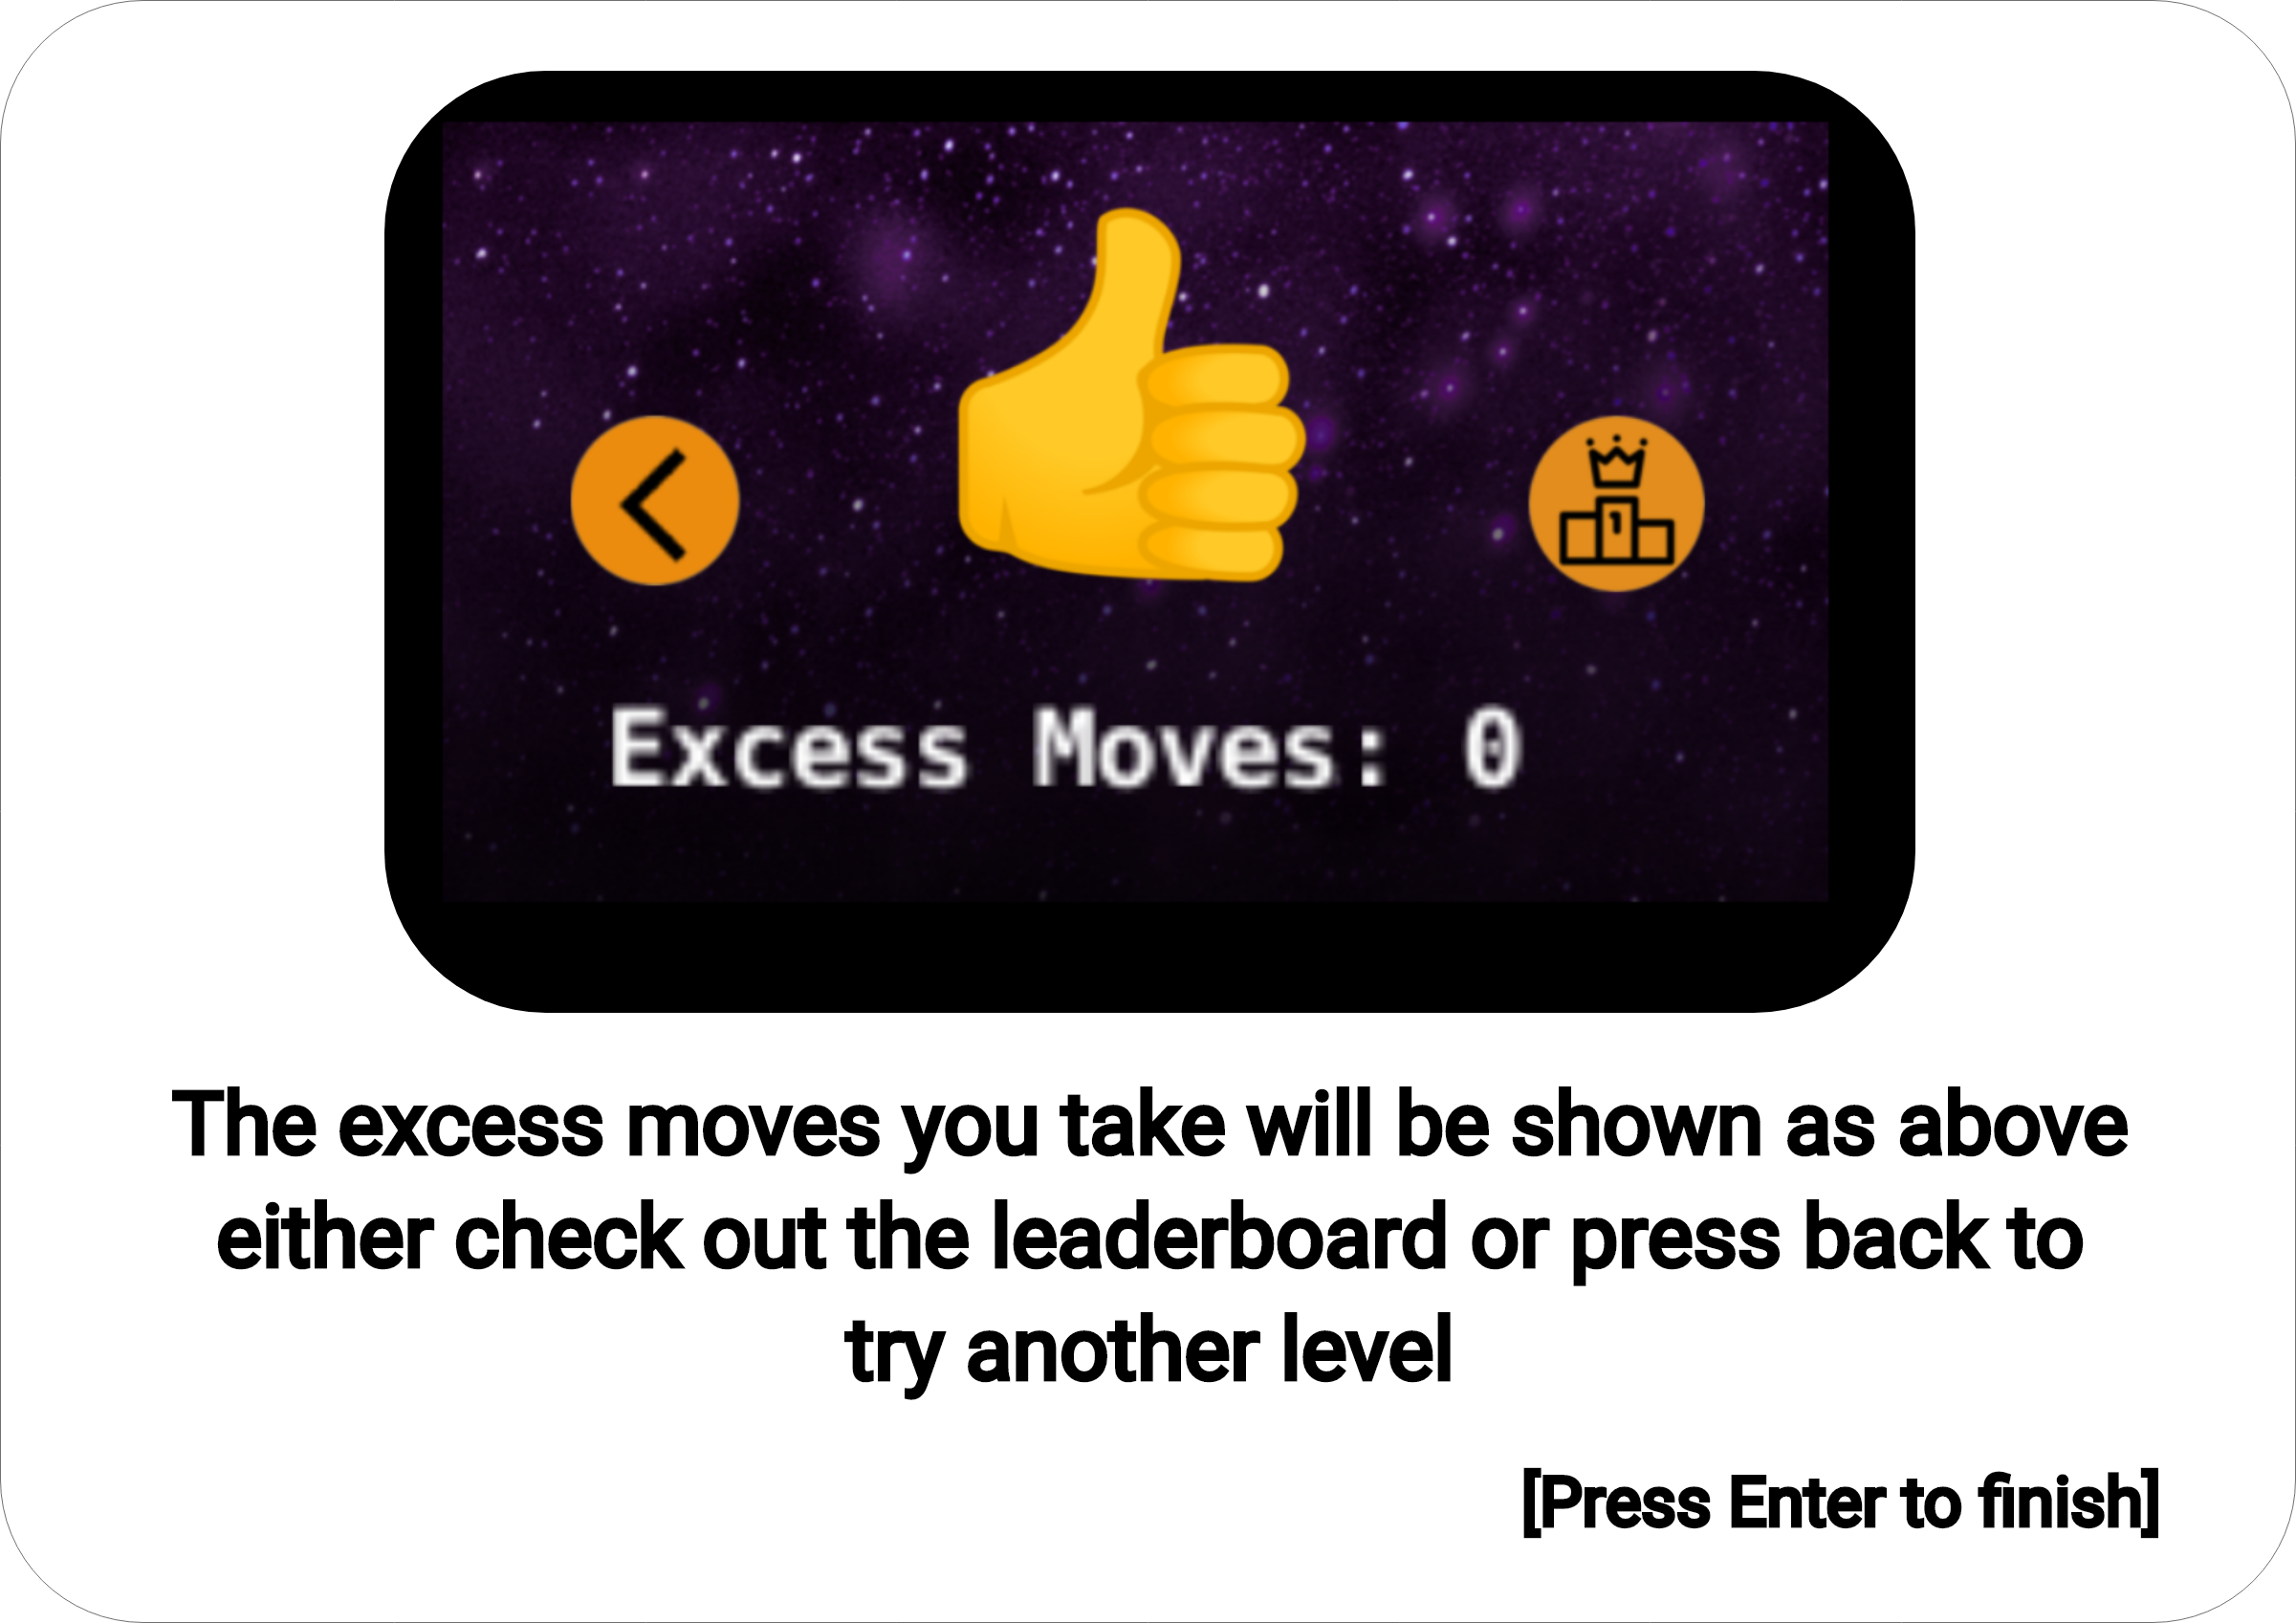 1
Excess Moves: 0
The excess moves you take will be shown as above
either check out the leaderboard or press back to
try another level
[Press Enter to finish]